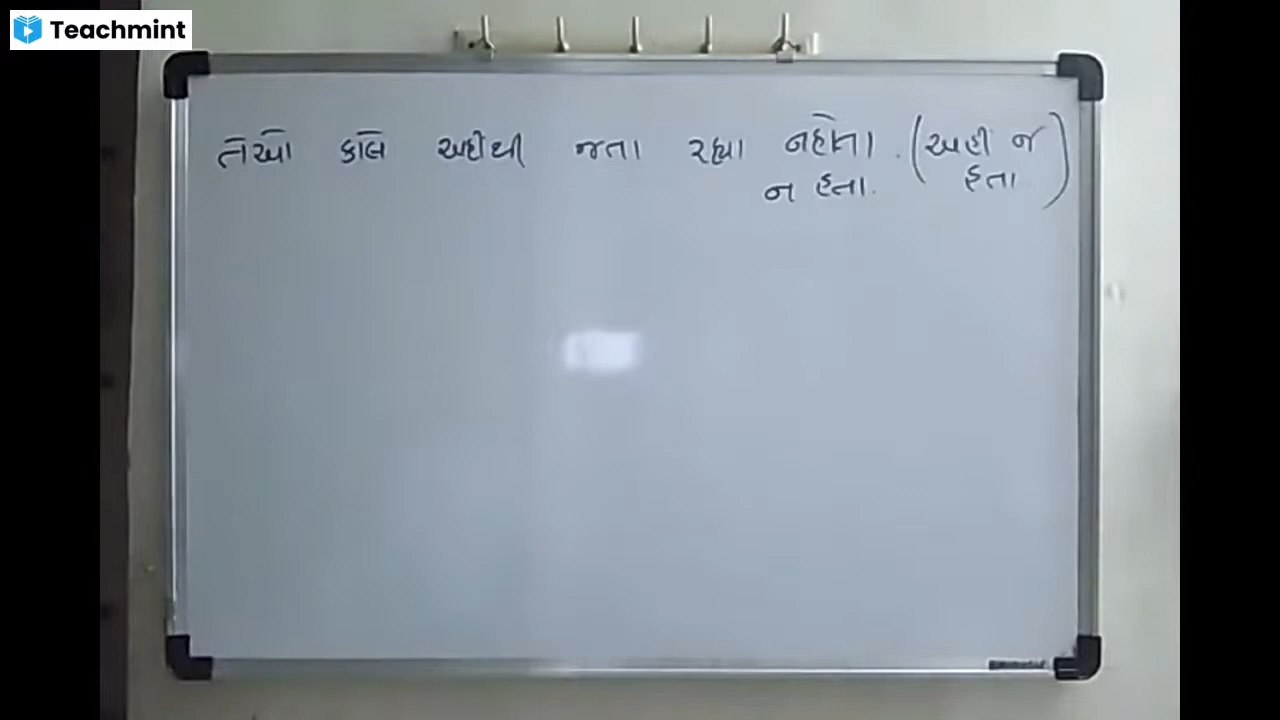 Teachmint
તેઓ કાલે અહીંથી જતા રહ્યા નહોતા. (અહીં જ
ન હતા. હતા)